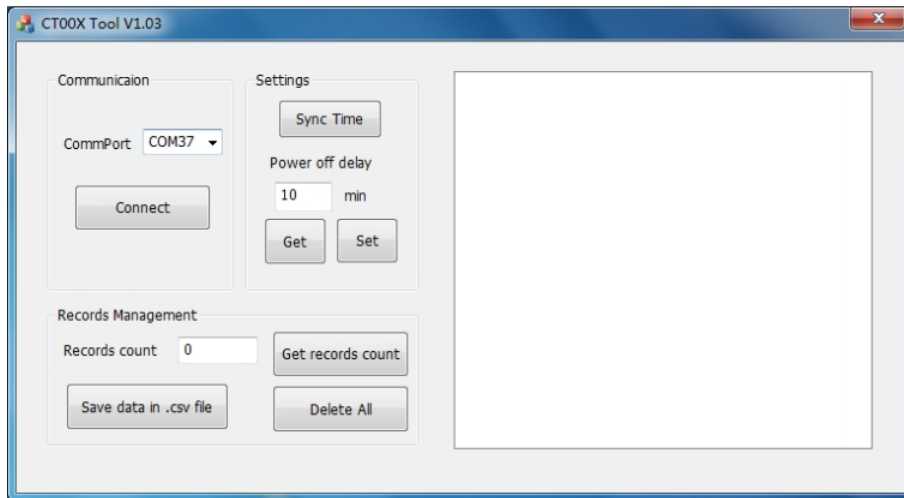 CT00X Tool V1.03
Communicaion
CommPort COM37
Connect
Settings
Sync Time
Power off delay
10 min
Get Set
Records Management
Records count 0 Get records count
Save data in .csv file Delete All